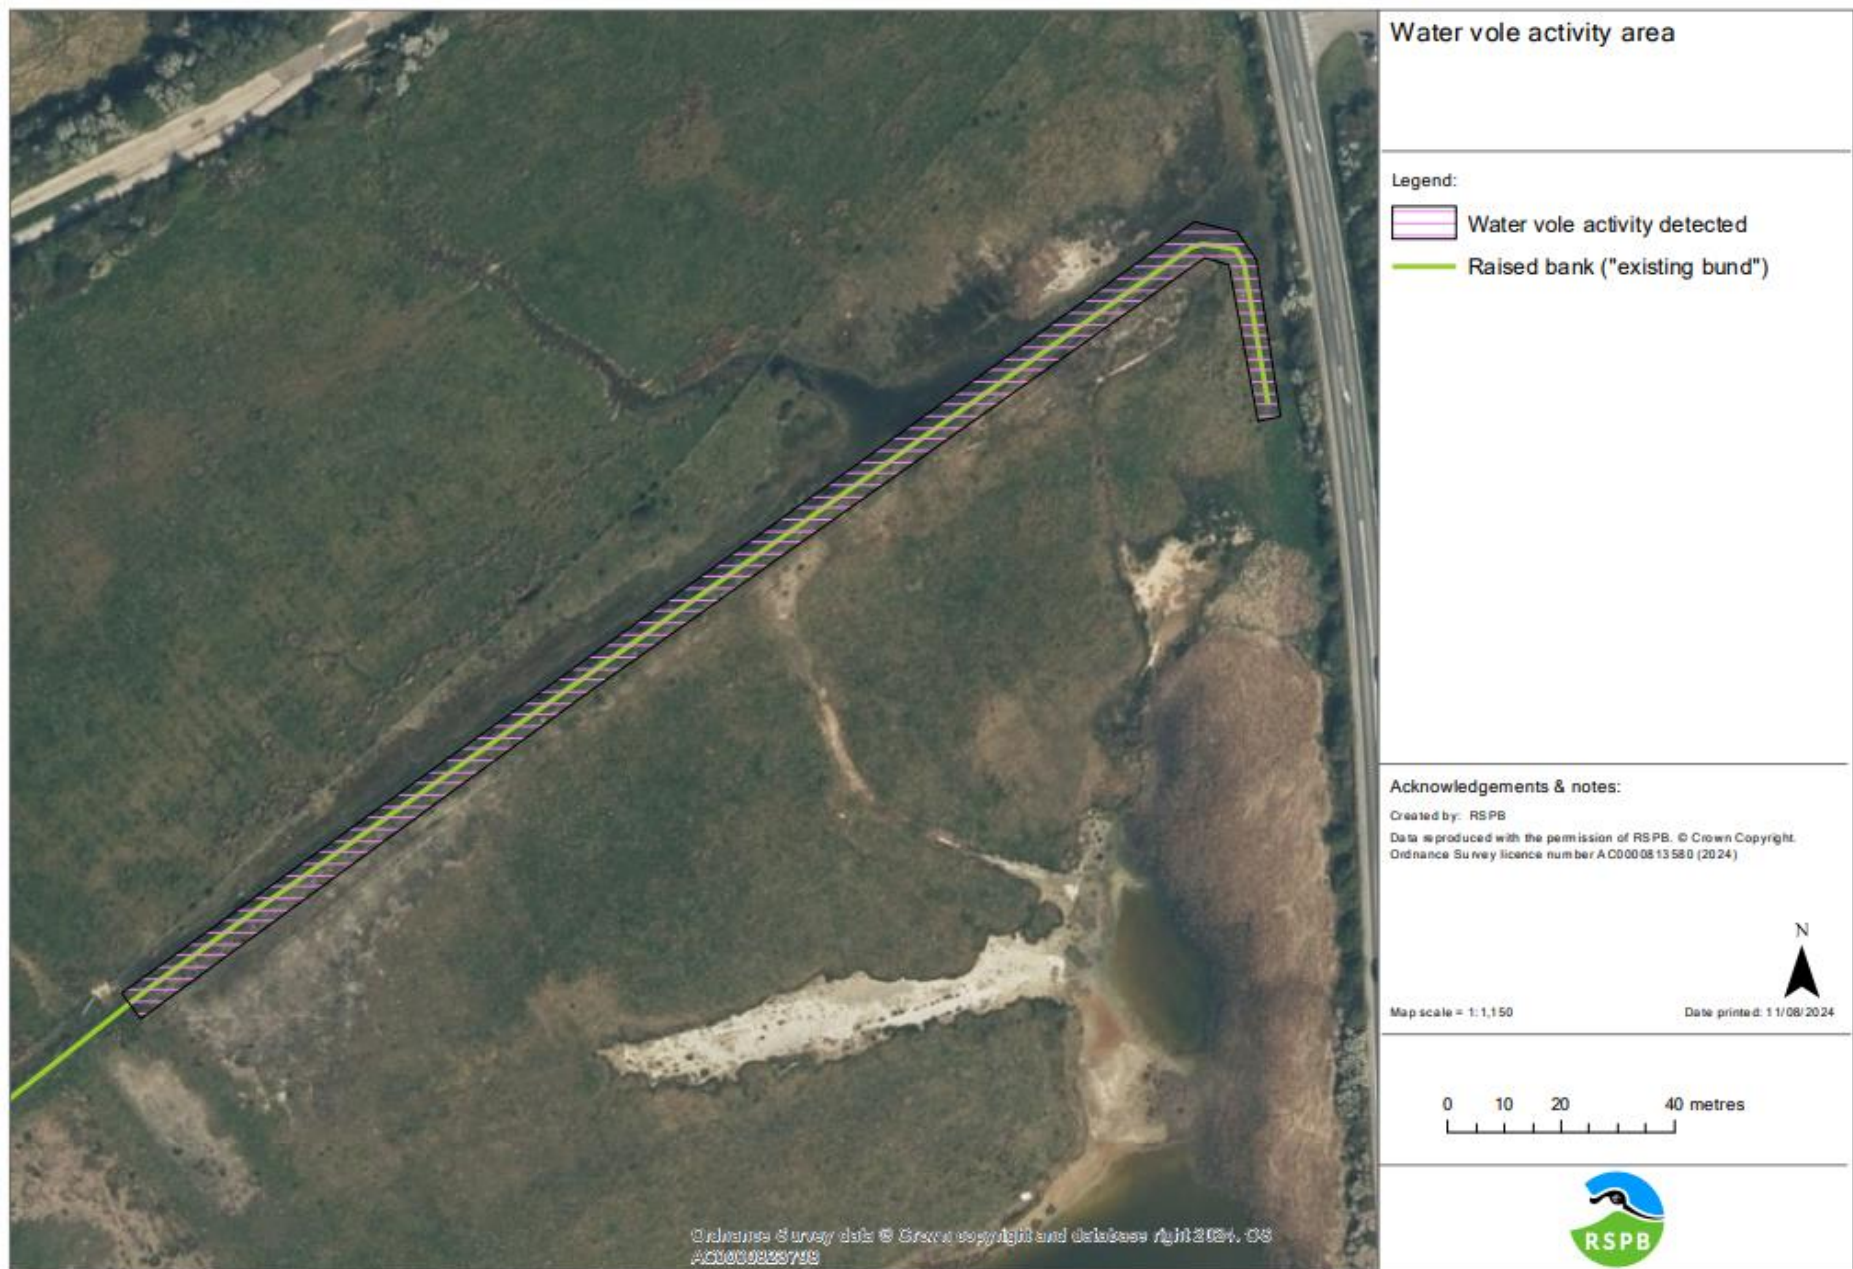 Water vole activity area
Legend:
Water vole activity detected
Raised bank ("existing bund")
Acknowledgements & notes:
Created by: RSPB
Data reproduced with the permission of RSPB. © Crown Copyright.
Ordnance Survey licence number AC0000813580 (2024)
N
Map scale = 1:1,150
Date printed: 11/08/2024
0 10 20 40 metres
RSPB
Ordnance Survey data © Crown copyright and database right 2024. OS